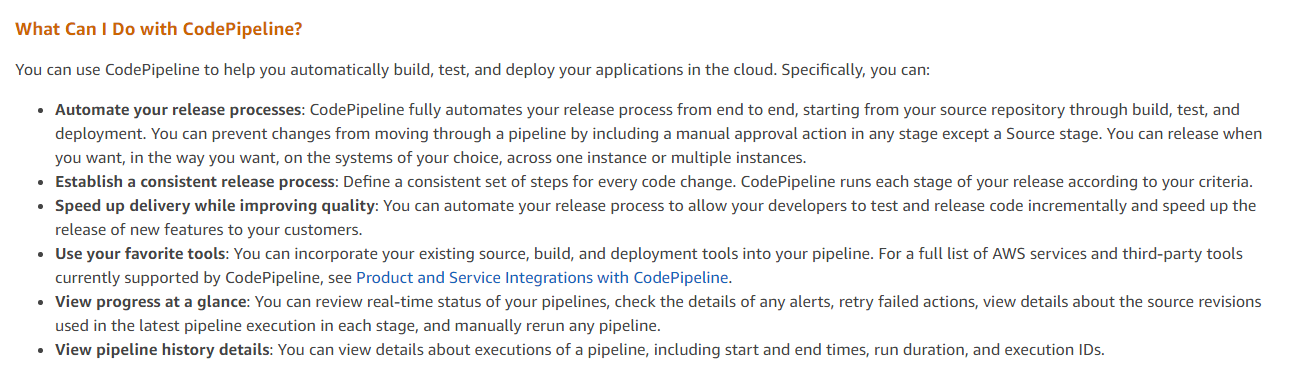 What Can I Do with CodePipeline?
You can use CodePipeline to help you automatically build, test, and deploy your applications in the cloud. Specifically, you can:
• Automate your release processes: CodePipeline fully automates your release process from end to end, starting from your source repository through build, test, and
deployment. You can prevent changes from moving through a pipeline by including a manual approval action in any stage except a Source stage. You can release when
you want, in the way you want, on the systems of your choice, across one instance or multiple instances.
• Establish a consistent release process: Define a consistent set of steps for every code change. CodePipeline runs each stage of your release according to your criteria.
• Speed up delivery while improving quality: You can automate your release process to allow your developers to test and release code incrementally and speed up the
release of new features to your customers.
• Use your favorite tools: You can incorporate your existing source, build, and deployment tools into your pipeline. For a full list of AWS services and third-party tools
currently supported by CodePipeline, see Product and Service Integrations with CodePipeline.
• View progress at a glance: You can review real-time status of your pipelines, check the details of any alerts, retry failed actions, view details about the source revisions
used in the latest pipeline execution in each stage, and manually rerun any pipeline.
• View pipeline history details: You can view details about executions of a pipeline, including start and end times, run duration, and execution IDs.